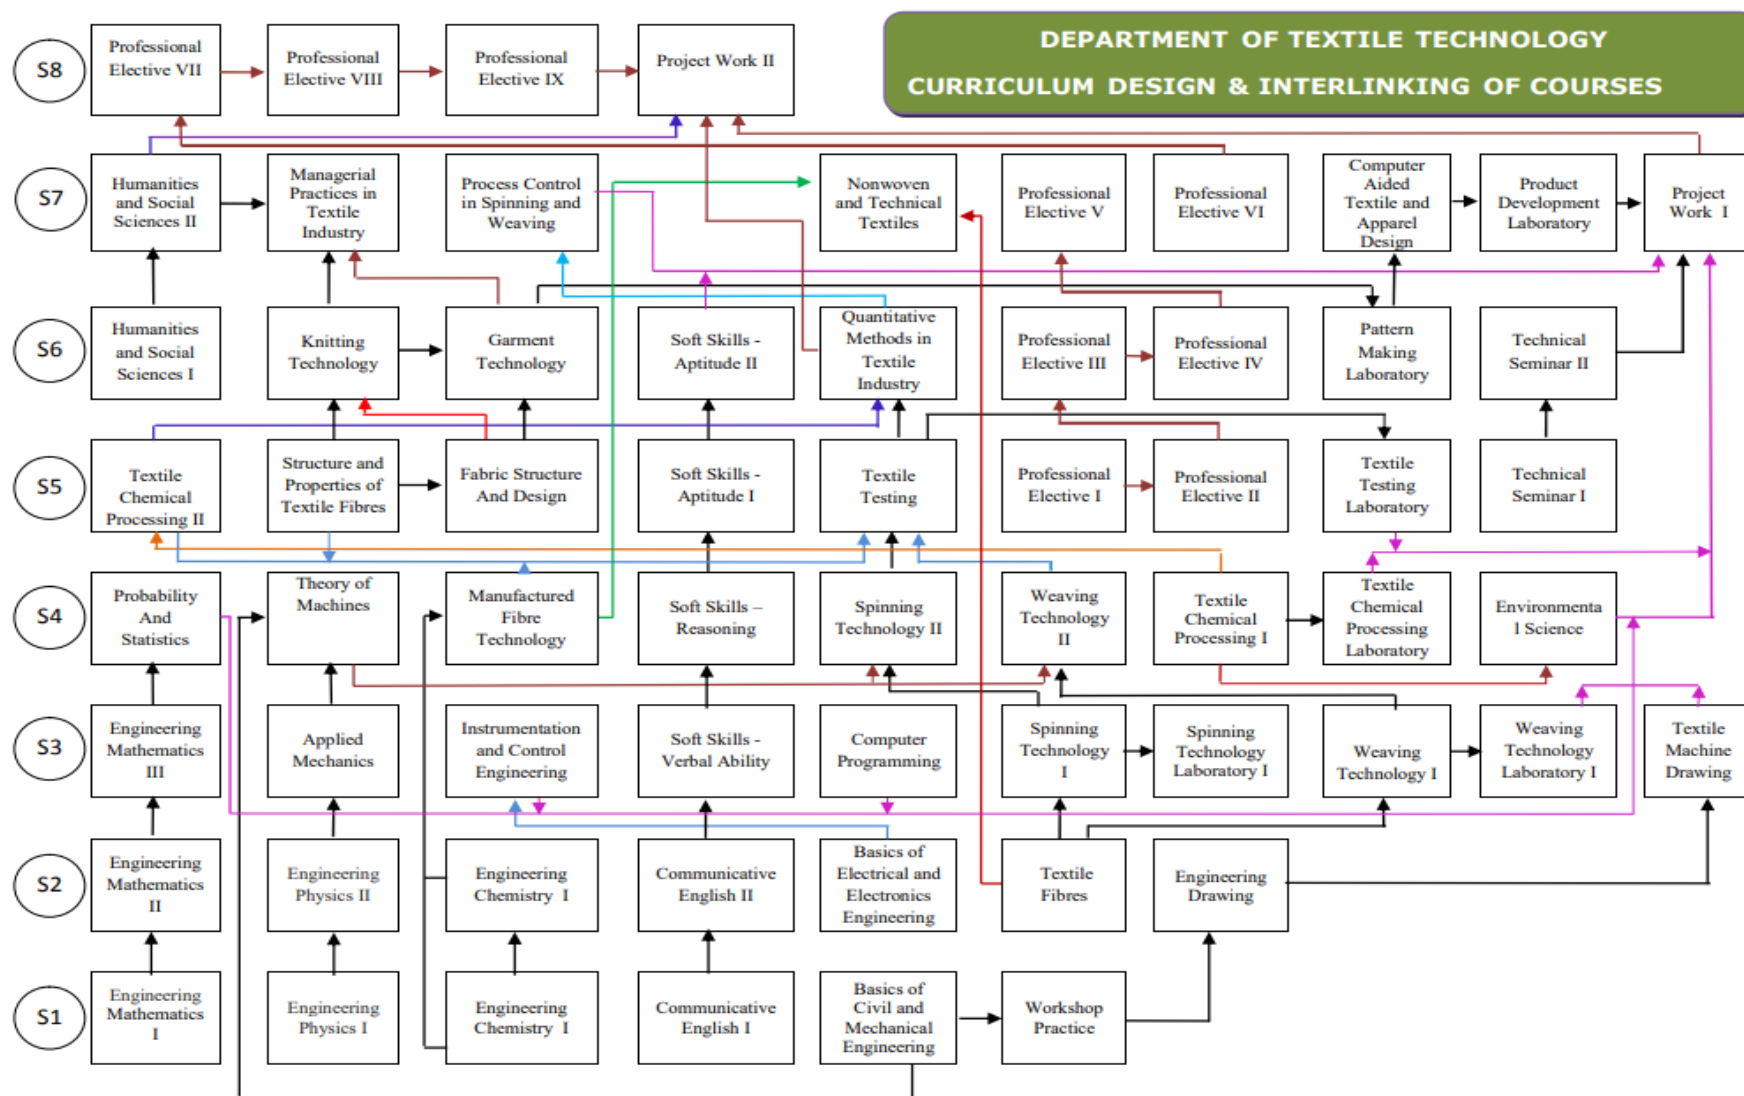 DEPARTMENT OF TEXTILE TECHNOLOGY
CURRICULUM DESIGN & INTERLINKING OF COURSES
S8
Professional
Elective VII
Professional
Elective VIII
Professional
Elective IX
Project Work II
S7
Humanities
and Social
Sciences II
Managerial
Practices in
Textile
Industry
Process Control
in Spinning and
Weaving
Nonwoven
and Technical
Textiles
Professional
Elective V
Professional
Elective VI
Computer
Aided
Textile and
Apparel
Design
Product
Development
Laboratory
Project
Work I
S6
Humanities
and Social
Sciences I
Knitting
Technology
Garment
Technology
Soft Skills -
Aptitude II
Quantitative
Methods in
Textile
Industry
Professional
Elective III
Professional
Elective IV
Pattern
Making
Laboratory
Technical
Seminar II
S5
Textile
Chemical
Processing II
Structure and
Properties of
Textile Fibres
Fabric Structure
And Design
Soft Skills -
Aptitude I
Textile
Testing
Professional
Elective I
Professional
Elective II
Textile
Testing
Laboratory
Technical
Seminar I
S4
Probability
And
Statistics
Theory of
Machines
Manufactured
Fibre
Technology
Soft Skills –
Reasoning
Spinning
Technology II
Weaving
Technology
II
Textile
Chemical
Processing I
Textile
Chemical
Processing
Laboratory
Environmenta
l Science
S3
Engineering
Mathematics
III
Applied
Mechanics
Instrumentation
and Control
Engineering
Soft Skills -
Verbal Ability
Computer
Programming
Spinning
Technology
I
Spinning
Technology
Laboratory I
Weaving
Technology I
Weaving
Technology
Laboratory I
Textile
Machine
Drawing
S2
Engineering
Mathematics
II
Engineering
Physics II
Engineering
Chemistry I
Communicative
English II
Basics of
Electrical and
Electronics
Engineering
Textile
Fibres
Engineering
Drawing
S1
Engineering
Mathematics
I
Engineering
Physics I
Engineering
Chemistry I
Communicative
English I
Basics of
Civil and
Mechanical
Engineering
Workshop
Practice